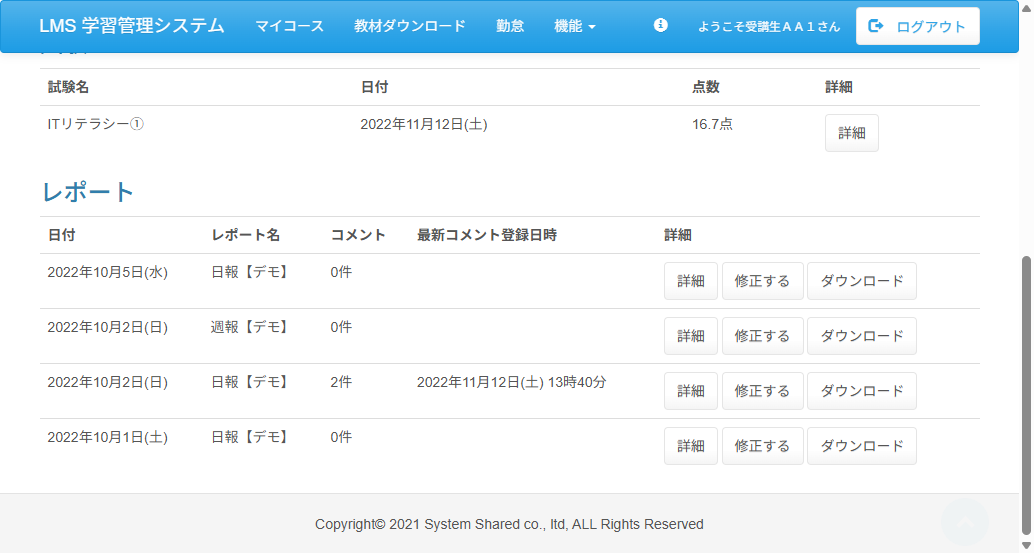 LMS 学習管理システム マイコース 教材ダウンロード 勤怠 機能 ようこそ受講生ＡＡ１さん ログアウト
試験名 日付 点数 詳細
ITリテラシー① 2022年11月12日(土) 16.7点 詳細
レポート
日付 レポート名 コメント 最新コメント登録日時 詳細
2022年10月5日(水) 日報【デモ】 0件 詳細 修正する ダウンロード
2022年10月2日(日) 週報【デモ】 0件 詳細 修正する ダウンロード
2022年10月2日(日) 日報【デモ】 2件 2022年11月12日(土) 13時40分 詳細 修正する ダウンロード
2022年10月1日(土) 日報【デモ】 0件 詳細 修正する ダウンロード
Copyright© 2021 System Shared co., ltd, ALL Rights Reserved